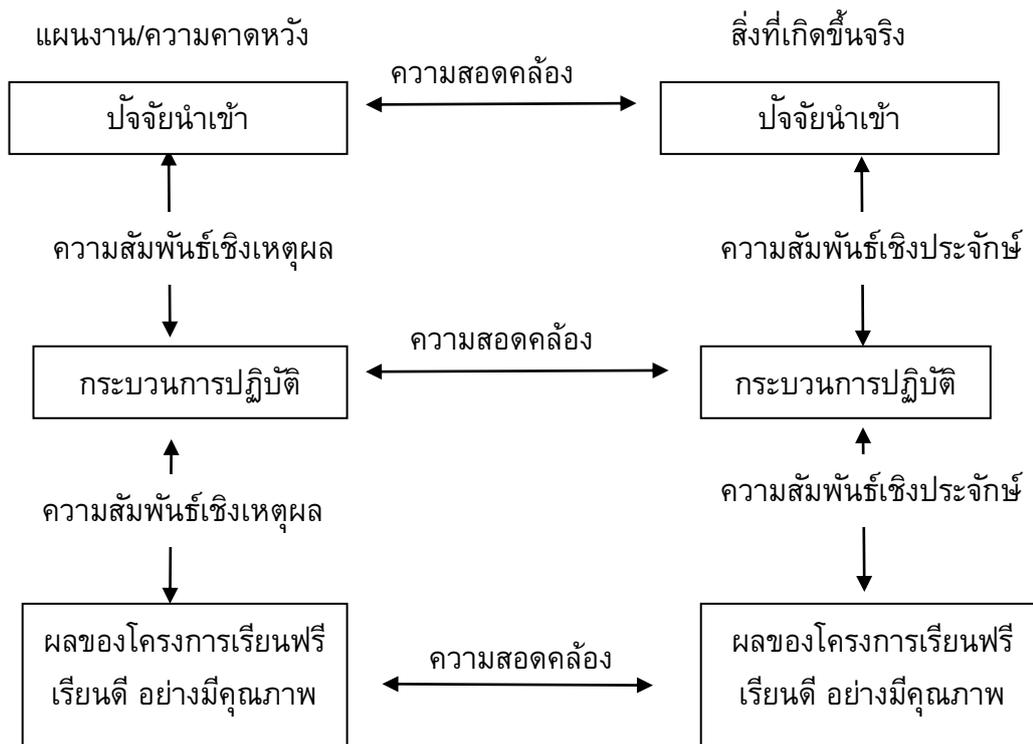 แผนงาน/ความคาดหวัง
สิ่งที่เกิดขึ้นจริง
ความสอดคล้อง
ปัจจัยนำเข้า
ปัจจัยนำเข้า
ความสัมพันธ์เชิงเหตุผล
ความสัมพันธ์เชิงประจักษ์
ความสอดคล้อง
กระบวนการปฏิบัติ
กระบวนการปฏิบัติ
ความสัมพันธ์เชิงเหตุผล
ความสัมพันธ์เชิงประจักษ์
ผลของโครงการเรียนฟรี
เรียนดี อย่างมีคุณภาพ
ความสอดคล้อง
ผลของโครงการเรียนฟรี
เรียนดี อย่างมีคุณภาพ